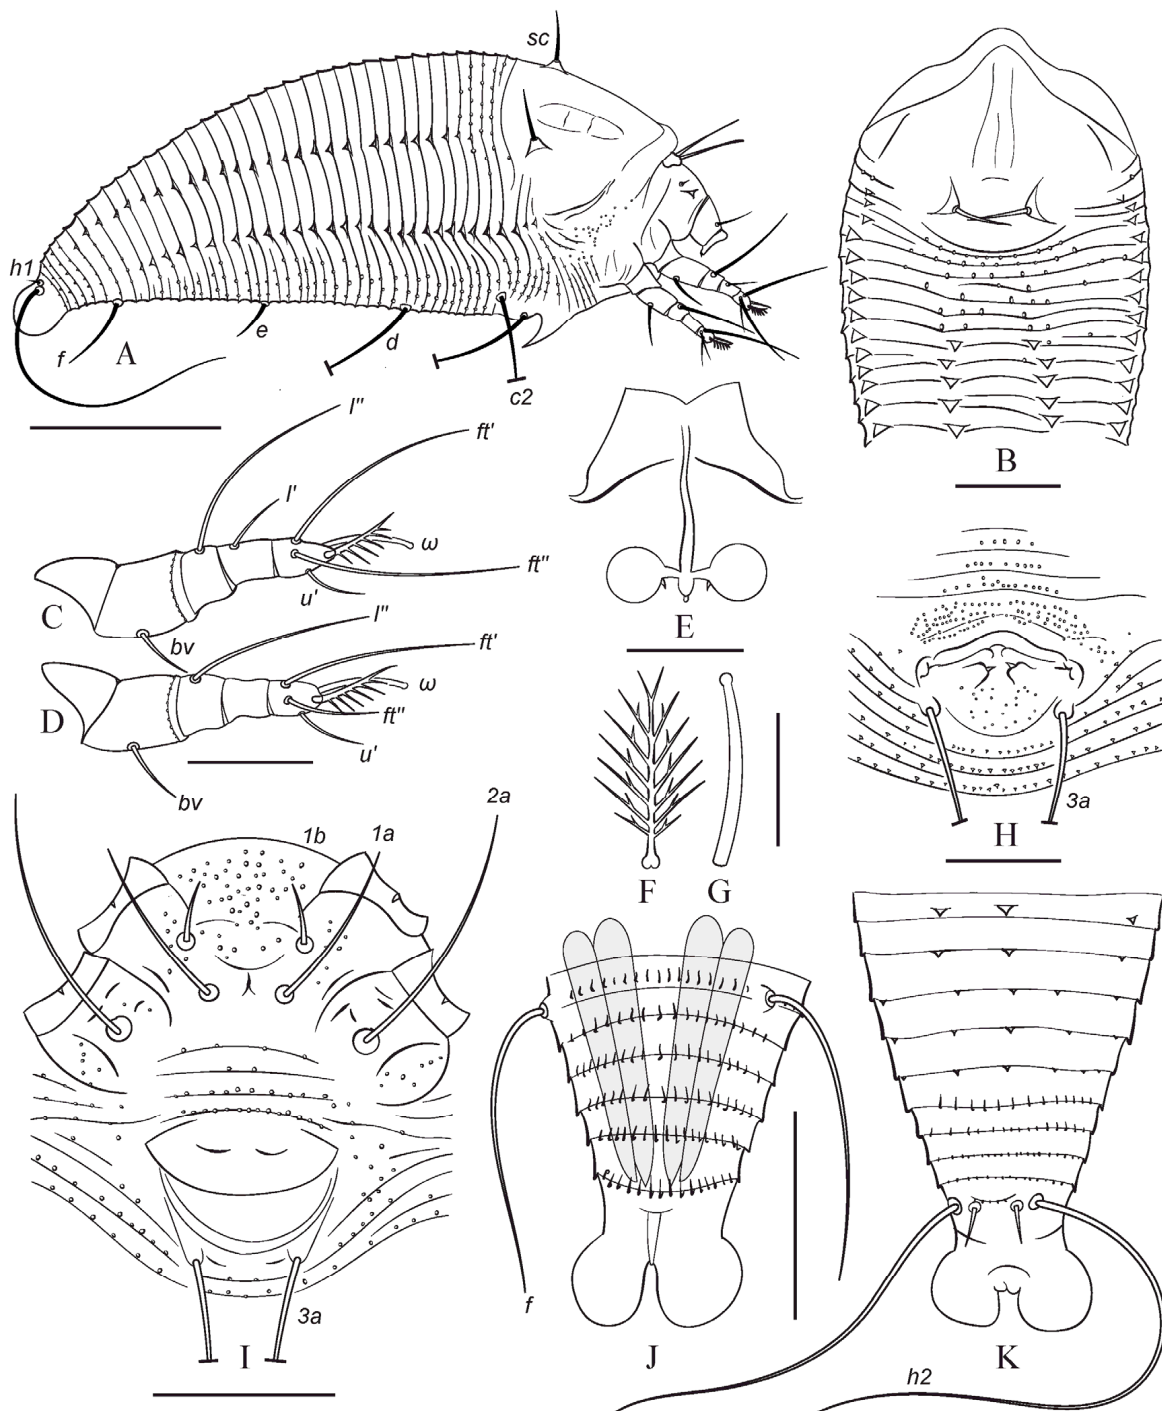 sc
h1
f
A
e
d
c2
B
l''
ft'
l'
ω
ft''
u'
C
bv
E
l''
ft'
ω
D
ft''
u'
bv
2a
1b
1a
F
G
H
3a
3a
I
f
J
K
h2